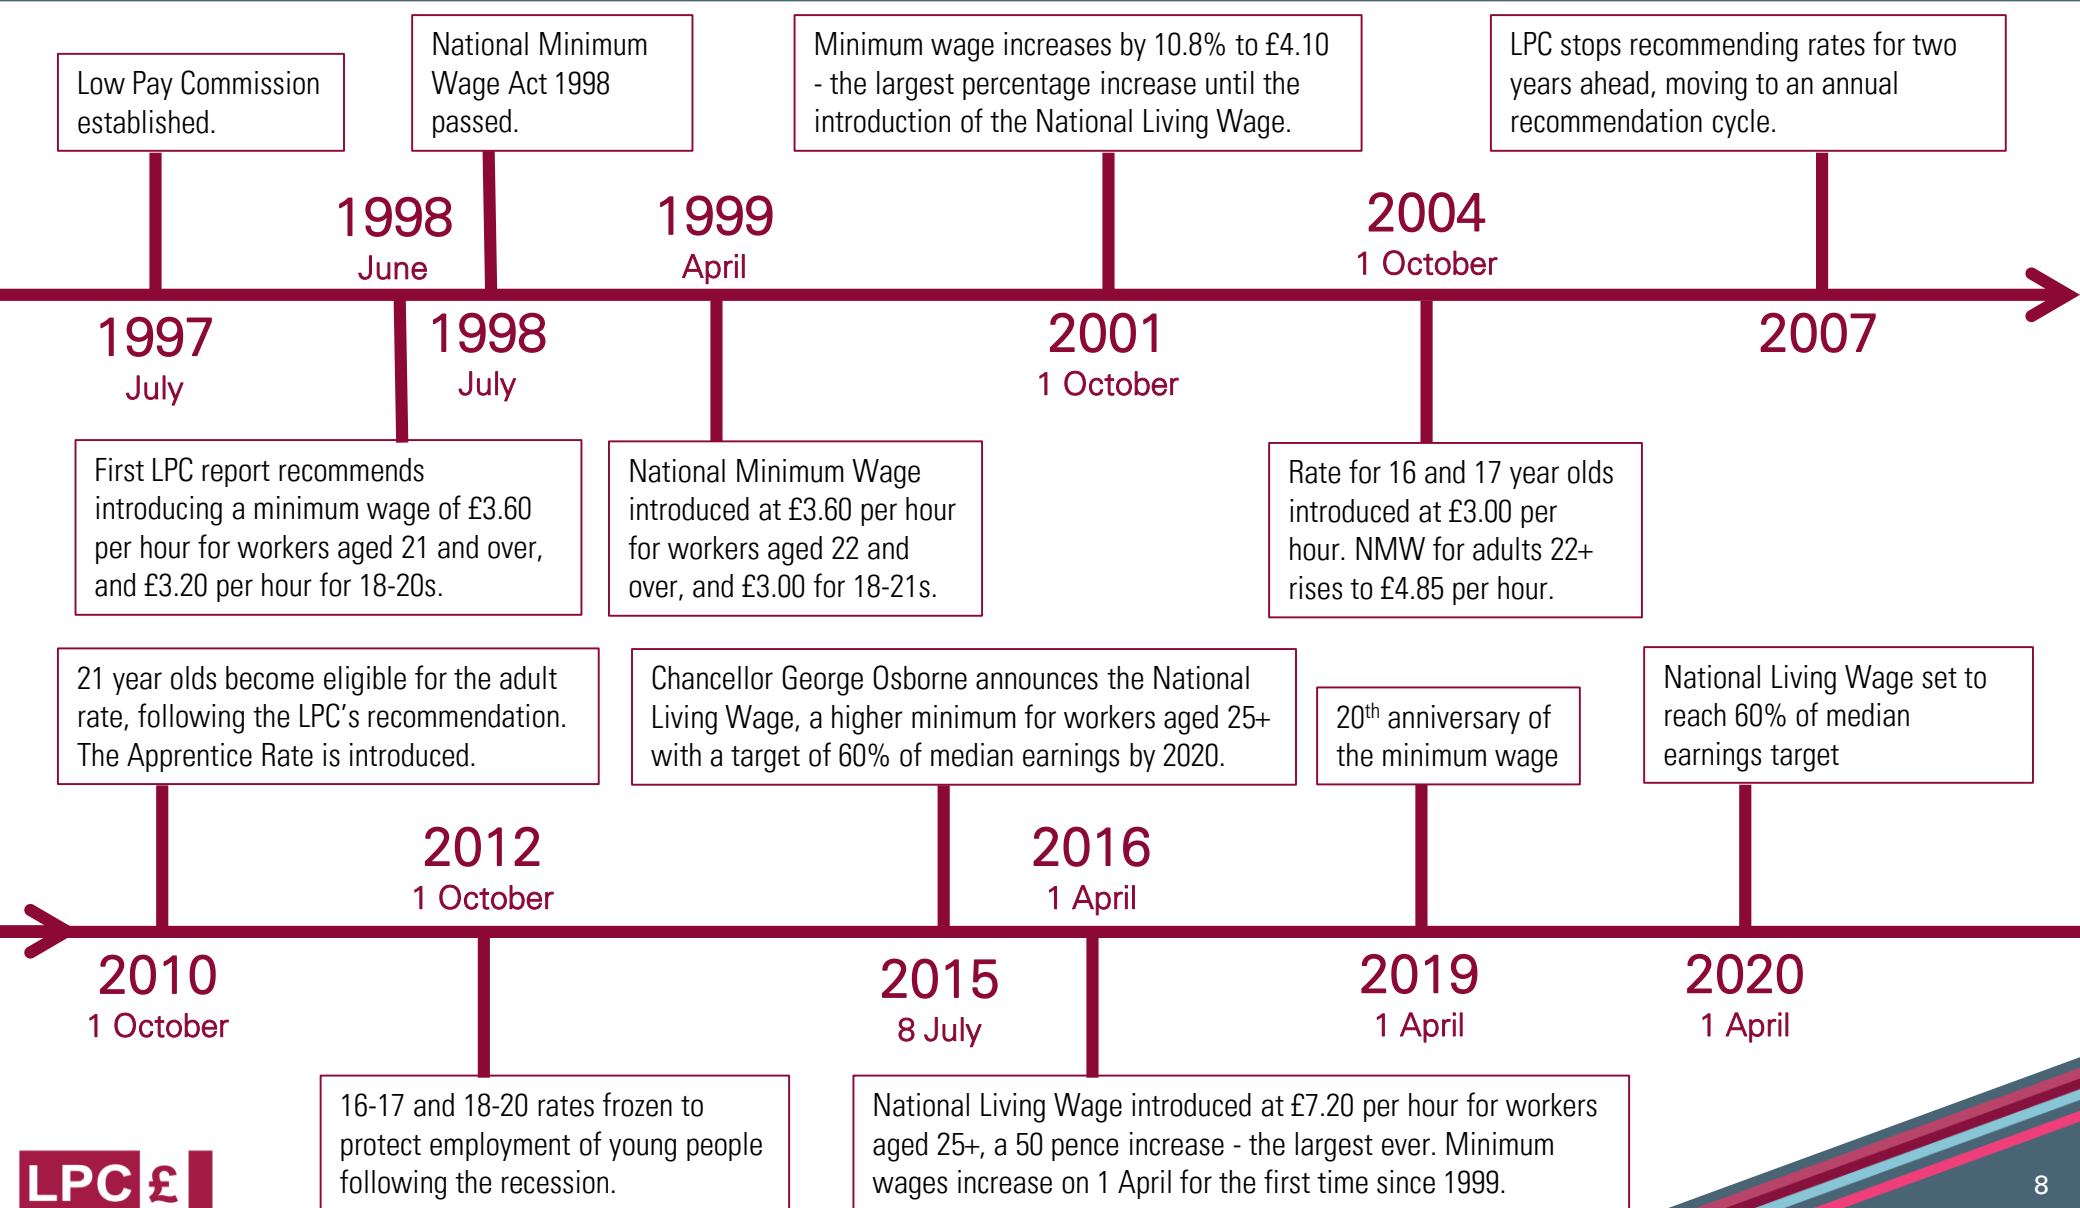 Low Pay Commission
established.
National Minimum
Wage Act 1998
passed.
Minimum wage increases by 10.8% to £4.10
- the largest percentage increase until the
introduction of the National Living Wage.
LPC stops recommending rates for two
years ahead, moving to an annual
recommendation cycle.
1998
June
1999
April
2004
1 October
1997
July
1998
July
2001
1 October
2007
First LPC report recommends
introducing a minimum wage of £3.60
per hour for workers aged 21 and over,
and £3.20 per hour for 18-20s.
National Minimum Wage
introduced at £3.60 per hour
for workers aged 22 and
over, and £3.00 for 18-21s.
Rate for 16 and 17 year olds
introduced at £3.00 per
hour. NMW for adults 22+
rises to £4.85 per hour.
21 year olds become eligible for the adult
rate, following the LPC’s recommendation.
The Apprentice Rate is introduced.
Chancellor George Osborne announces the National
Living Wage, a higher minimum for workers aged 25+
with a target of 60% of median earnings by 2020.
20th anniversary of
the minimum wage
National Living Wage set to
reach 60% of median
earnings target
2012
1 October
2016
1 April
2010
1 October
2015
8 July
2019
1 April
2020
1 April
16-17 and 18-20 rates frozen to
protect employment of young people
following the recession.
National Living Wage introduced at £7.20 per hour for workers
aged 25+, a 50 pence increase - the largest ever. Minimum
wages increase on 1 April for the first time since 1999.
LPC £
8